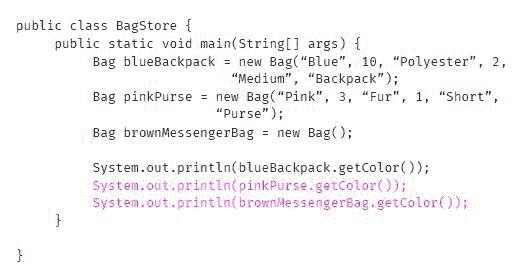 public class BagStore {
public static void main(String[] args) {
Bag blueBackpack = new Bag(“Blue”, 10, “Polyester”, 2,
“Medium”, “Backpack”);
Bag pinkPurse = new Bag(“Pink”, 3, “Fur”, 1, “Short”,
“Purse”);
Bag brownMessengerBag = new Bag();
System.out.println(blueBackpack.getColor());
System.out.println(pinkPurse.getColor());
System.out.println(brownMessengerBag.getColor());
}
}